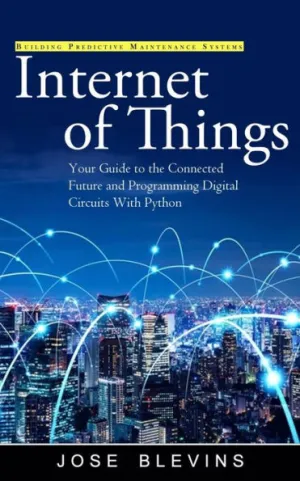 Building Predictive Maintenance Systems
Internet
of Things
Your Guide to the Connected
Future and Programming Digital
Circuits With Python
JOSE BLEVINS